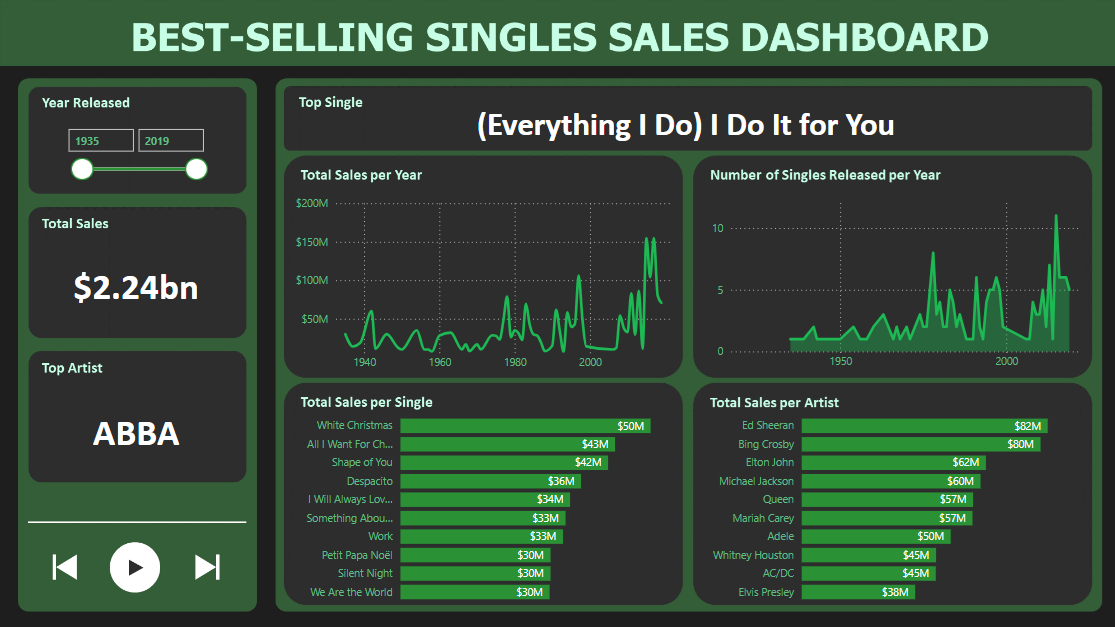 BEST-SELLING SINGLES SALES DASHBOARD
Year Released
1935 2019
Total Sales
$2.24bn
Top Artist
ABBA
Top Single
(Everything I Do) I Do It for You
Total Sales per Year
$200M
$150M
$100M
$50M
1940 1960 1980 2000
Number of Singles Released per Year
10
5
0
1950 2000
Total Sales per Single
White Christmas $50M
All I Want For Ch... $43M
Shape of You $42M
Despacito $36M
I Will Always Lov... $34M
Something Abou... $33M
Work $33M
Petit Papa Noël $30M
Silent Night $30M
We Are the World $30M
Total Sales per Artist
Ed Sheeran $82M
Bing Crosby $80M
Elton John $62M
Michael Jackson $60M
Queen $57M
Mariah Carey $57M
Adele $50M
Whitney Houston $45M
AC/DC $45M
Elvis Presley $38M